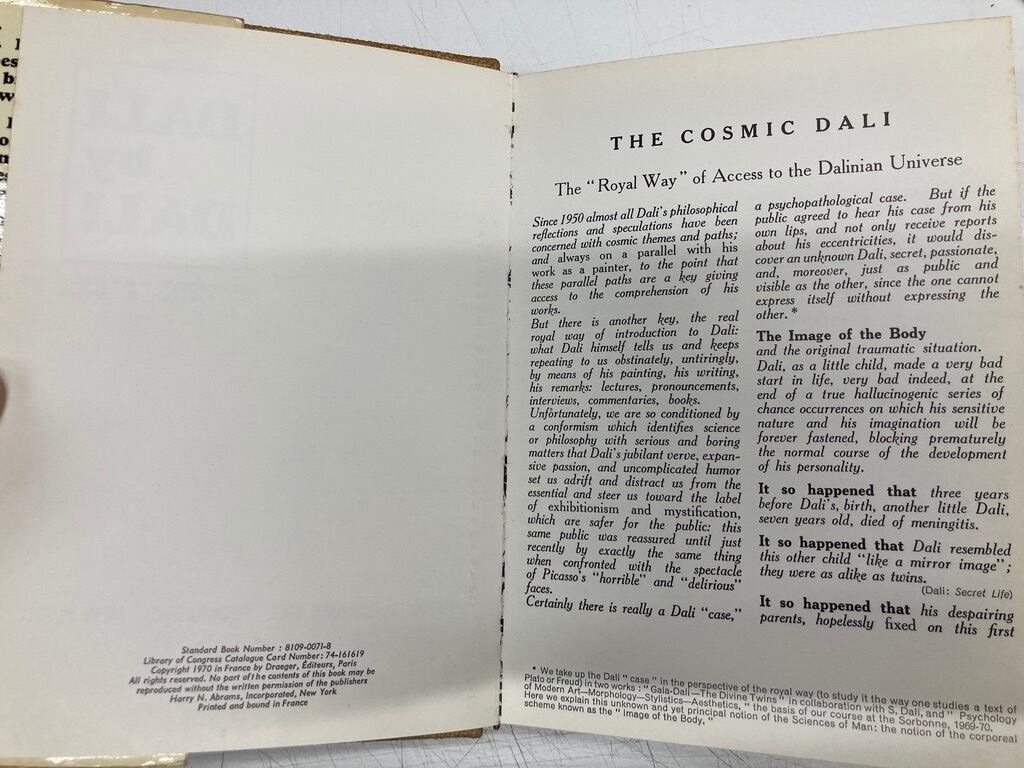 Standard Book Number : 8109-0071-8
Library of Congress Catalogue Card Number: 74-161619
Copyright 1970 in France by Draeger, Éditeurs, Paris
All rights reserved. No part of the contents of this book may be
reproduced without the written permission of the publishers
Harry N. Abrams, Incorporated, New York
Printed and bound in France
THE COSMIC DALI
The "Royal Way" of Access to the Dalinian Universe
Since 1950 almost all Dali's philosophical
reflections and speculations have been
concerned with cosmic themes and paths;
and always on a parallel with his
work as a painter, to the point that
these parallel paths are a key giving
access to the comprehension of his
works.
But there is another key, the real
royal way of introduction to Dali:
what Dali himself tells us and keeps
repeating to us obstinately, untiringly,
by means of his painting, his writing,
his remarks: lectures, pronouncements,
interviews, commentaries, books.
Unfortunately, we are so conditioned by
a conformism which identifies science
or philosophy with serious and boring
matters that Dali's jubilant verve, expan-
sive passion, and uncomplicated humor
set us adrift and distract us from the
essential and steer us toward the label
of exhibitionism and mystification,
which are safer for the public: this
same public was reassured until just
recently by exactly the same thing
when confronted with the spectacle
of Picasso's "horrible" and "delirious"
faces.
Certainly there is really a Dali "case,"
a psychopathological case. But if the
public agreed to hear his case from his
own lips, and not only receive reports
about his eccentricities, it would dis-
cover an unknown Dali, secret, passionate,
and, moreover, just as public and
visible as the other, since the one cannot
express itself without expressing the
other. *
The Image of the Body
and the original traumatic situation.
Dali, as a little child, made a very bad
start in life, very bad indeed, at the
end of a true hallucinogenic series of
chance occurrences on which his sensitive
nature and his imagination will be
forever fastened, blocking prematurely
the normal course of the development
of his personality.
It so happened that three years
before Dali's, birth, another little Dali,
seven years old, died of meningitis.
It so happened that Dali resembled
this other child "like a mirror image";
they were as alike as twins.
(Dali: Secret Life)
It so happened that his despairing
parents, hopelessly fixed on this first
* We take up the Dali " case " in the perspective of the royal way (to study it the way one studies a text of
Plato or Freud) in two works : " Gala-Dali—The Divine Twins " in collaboration with S. Dali, and " Psychology
of Modern Art—Morphology—Stylistics—Aesthetics, " the basis of our course at the Sorbonne, 1969-70.
Here we explain this unknown and yet principal notion of the Sciences of Man: the notion of the corporeal
scheme known as the " Image of the Body, "